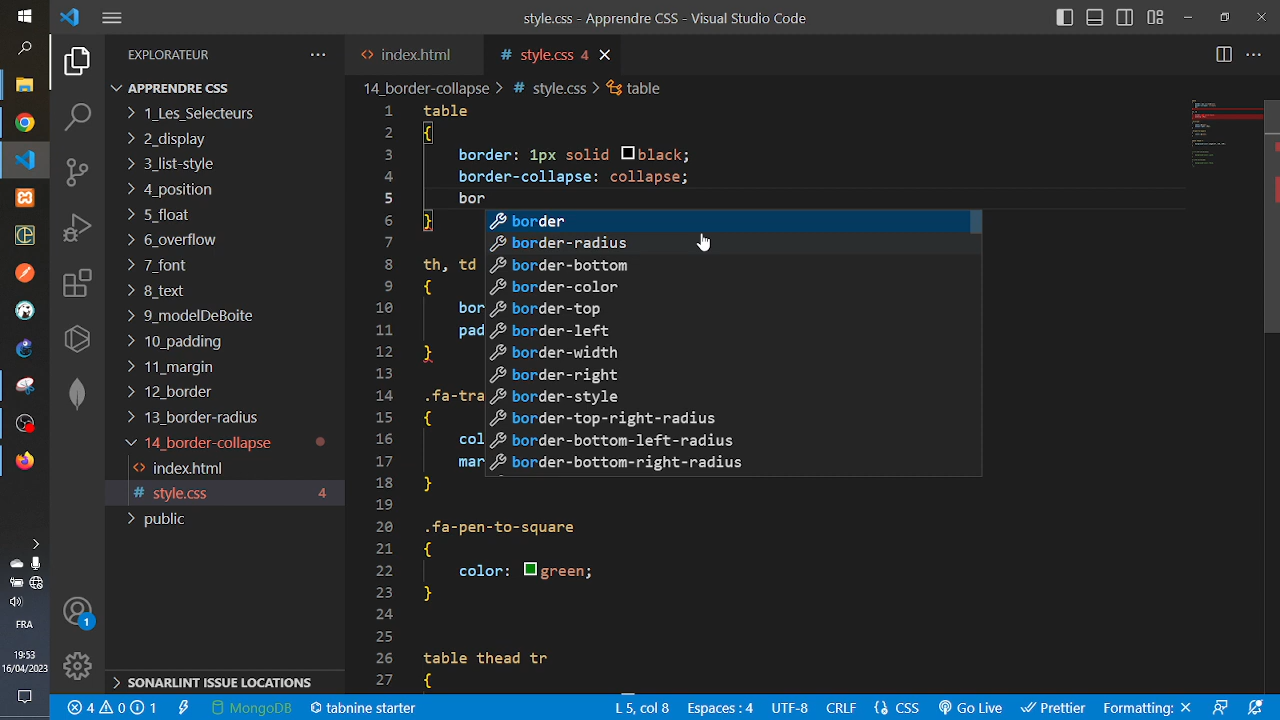 style.css - Apprendre CSS - Visual Studio Code
EXPLORATEUR
index.html
# style.css 4
APPRENDRE CSS
14_border-collapse > # style.css > table
1_Les_Selecteurs
2_display
3_list-style
4_position
5_float
6_overflow
7_font
8_text
9_modelDeBoite
10_padding
11_margin
12_border
13_border-radius
14_border-collapse
<> index.html
# style.css 4
public
SONARLINT ISSUE LOCATIONS
1 table
2 {
3 border: 1px solid black;
4 border-collapse: collapse;
5 bor
6 }
7
8 th, td
9 {
10 bor
11 pad
12 }
13
14 .fa-tra
15 {
16 col
17 mar
18 }
19
20 .fa-pen-to-square
21 {
22 color: green;
23 }
24
25
26 table thead tr
27 {
border
border-radius
border-bottom
border-color
border-top
border-left
border-width
border-right
border-style
border-top-right-radius
border-bottom-left-radius
border-bottom-right-radius
1
FRA
19:53
16/04/2023
4 0 1
MongoDB
tabnine starter
L 5, col 8
Espaces : 4
UTF-8
CRLF
{} CSS
Go Live
Prettier
Formatting: ×